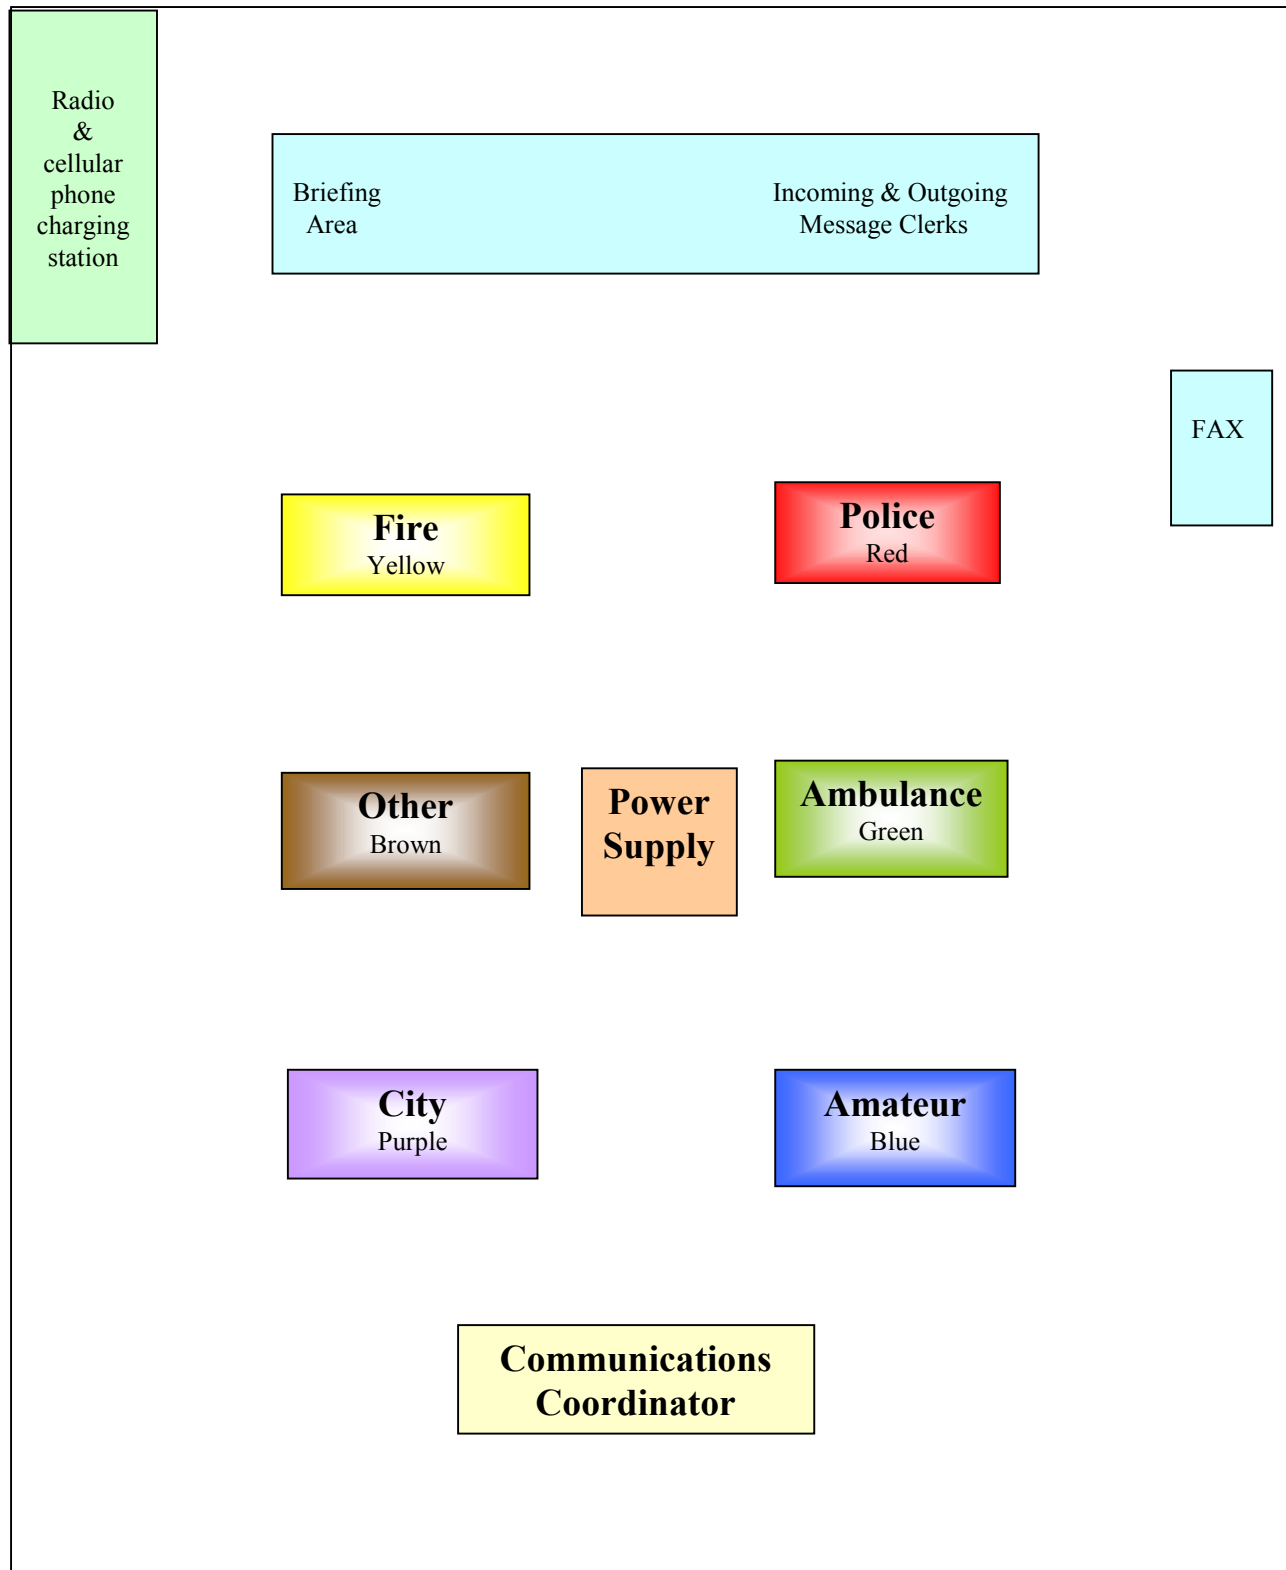 Radio
&
cellular
phone
charging
station
Briefing
Area
Incoming & Outgoing
Message Clerks
FAX
Fire
Yellow
Police
Red
Other
Brown
Power
Supply
Ambulance
Green
City
Purple
Amateur
Blue
Communications
Coordinator